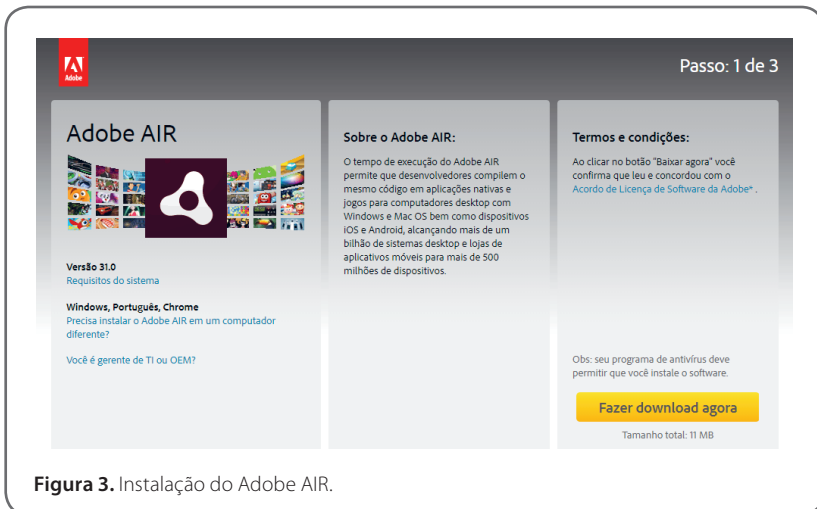 Adobe
Passo: 1 de 3
Adobe AIR
Versão 31.0
Requisitos do sistema
Windows, Português, Chrome
Precisa instalar o Adobe AIR em um computador
diferente?
Você é gerente de TI ou OEM?
Sobre o Adobe AIR:
O tempo de execução do Adobe AIR
permite que desenvolvedores compilem o
mesmo código em aplicações nativas e
jogos para computadores desktop com
Windows e Mac OS bem como dispositivos
iOS e Android, alcançando mais de um
bilhão de sistemas desktop e lojas de
aplicativos móveis para mais de 500
milhões de dispositivos.
Termos e condições:
Ao clicar no botão "Baixar agora" você
confirma que leu e concordou com o
Acordo de Licença de Software da Adobe* .
Obs: seu programa de antivírus deve
permitir que você instale o software.
Fazer download agora
Tamanho total: 11 MB
Figura 3. Instalação do Adobe AIR.